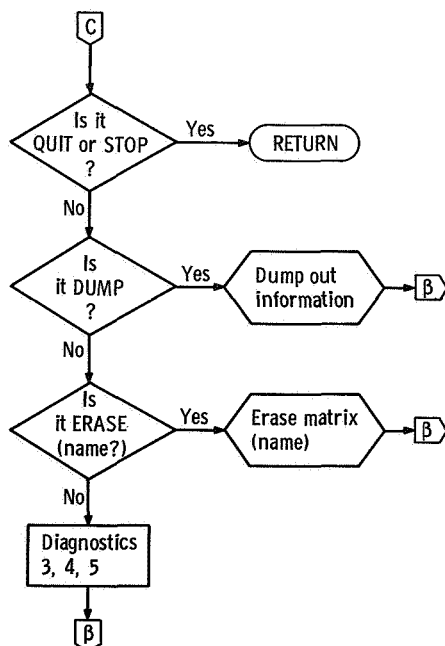 C
Is it
QUIT or STOP
?
Yes
RETURN
No
Is
it DUMP
?
Yes
Dump out
information
β
No
Is
it ERASE
(name?)
Yes
Erase matrix
(name)
β
No
Diagnostics
3, 4, 5
β